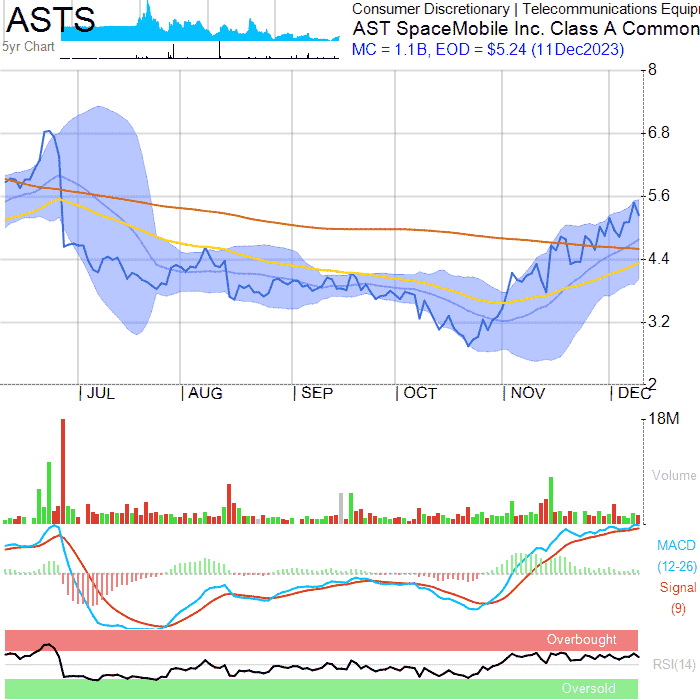 ASTS
Consumer Discretionary | Telecommunications Equip
AST SpaceMobile Inc. Class A Common
MC = 1.1B, EOD = $5.24 (11Dec2023)
5yr Chart
8
6.8
5.6
4.4
3.2
2
JUL
AUG
SEP
OCT
NOV
DEC
18M
Volume
MACD
(12-26)
Signal
(9)
Overbought
RSI(14)
Oversold